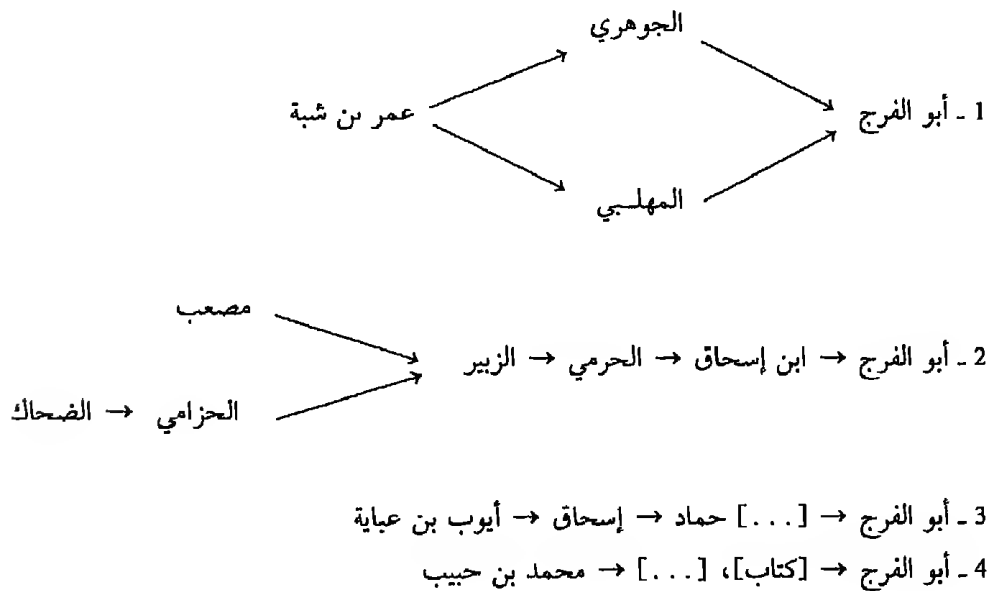 الجوهري
1 - أبو الفرج عمر بن شبة
المهلبي
مصعب
2 - أبو الفرج → ابن إسحاق → الحرمي → الزبير
الحزامي → الضحاك
3 - أبو الفرج → [...] حماد → إسحاق → أيوب بن عباية
4 - أبو الفرج → [كتاب]، [...] → محمد بن حبيب